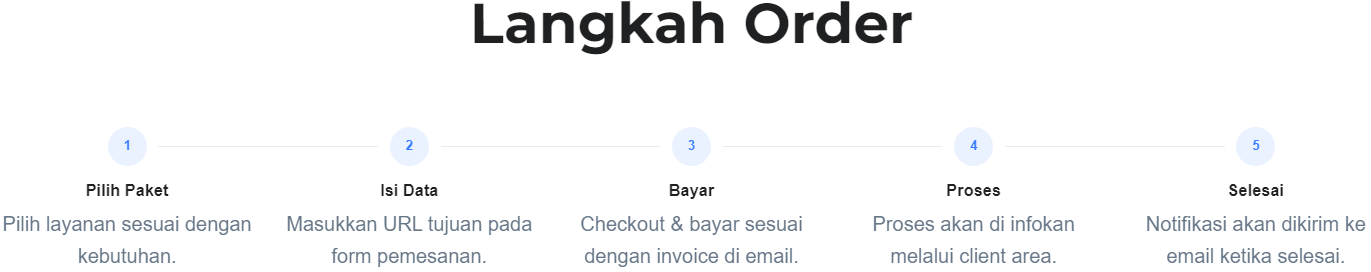 Langkah Order
1
2
3
4
5
Pilih Paket
Isi Data
Bayar
Proses
Selesai
Pilih layanan sesuai dengan
kebutuhan.
Masukkan URL tujuan pada
form pemesanan.
Checkout & bayar sesuai
dengan invoice di email.
Proses akan di infokan
melalui client area.
Notifikasi akan dikirim ke
email ketika selesai.